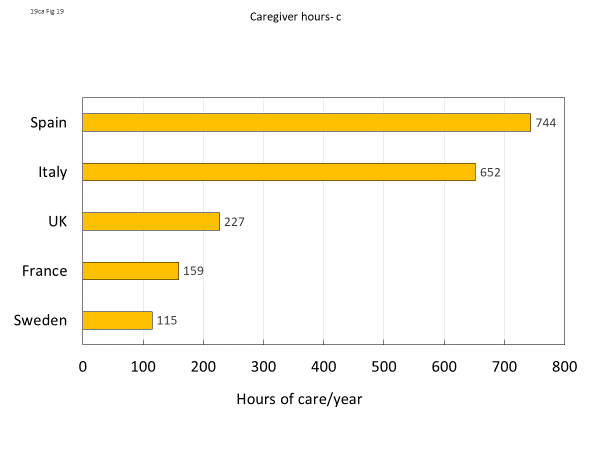 19ca Fig 19
Caregiver hours- c
Spain 744
Italy 652
UK 227
France 159
Sweden 115
0 100 200 300 400 500 600 700 800
Hours of care/year